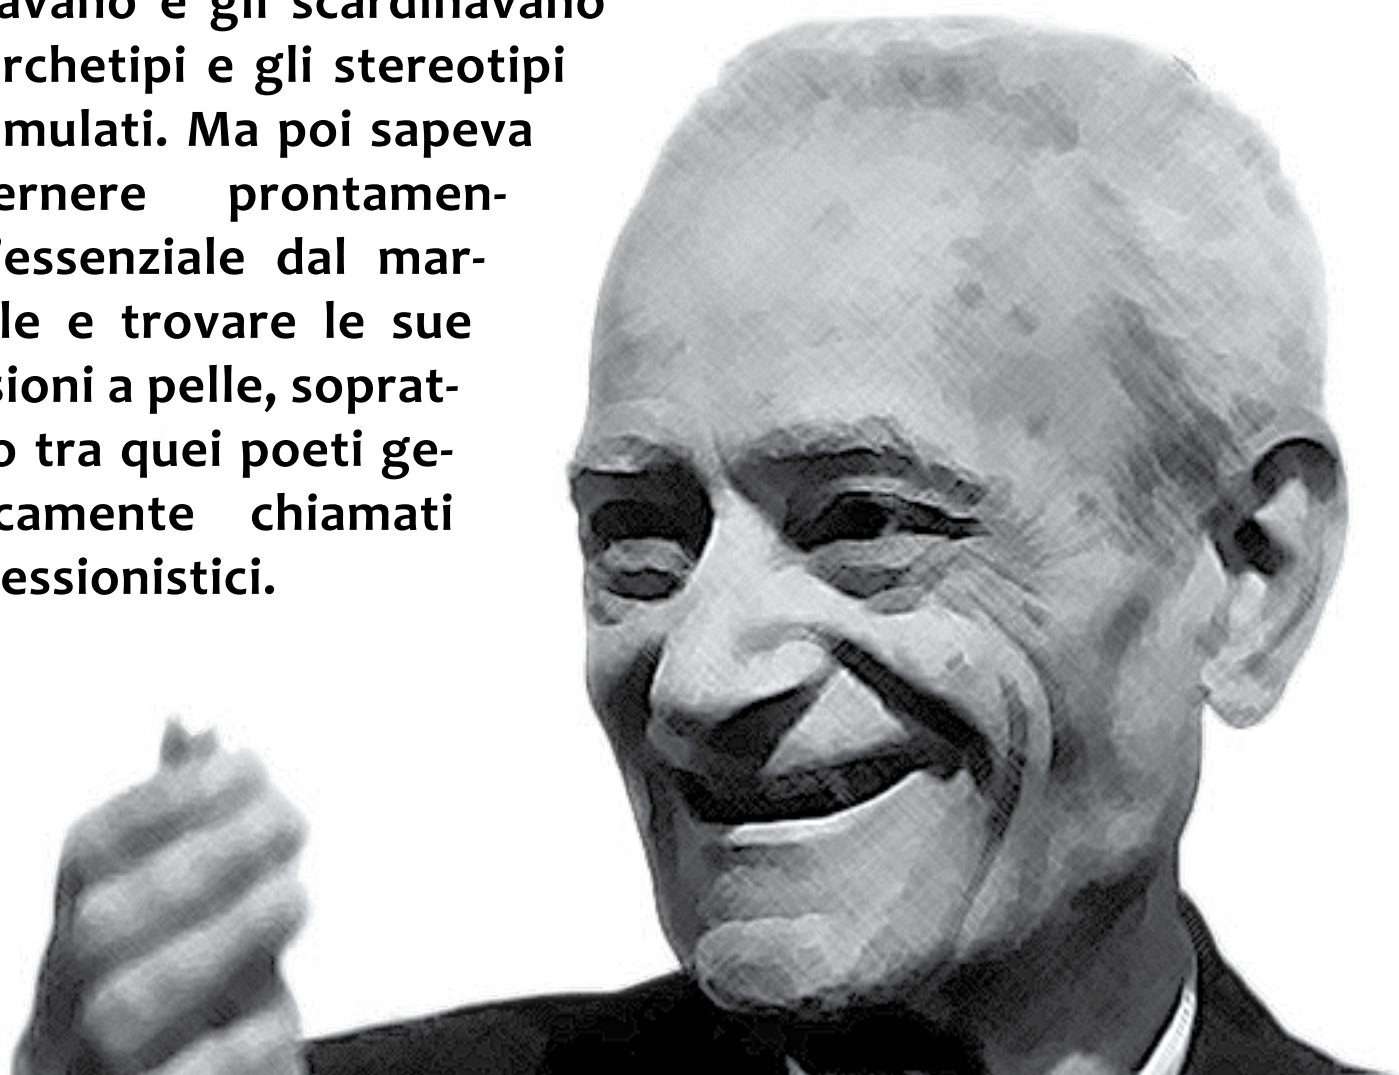 avano e gli scardinavano
rchetipi e gli stereotipi
mulati. Ma poi sapeva
ernere prontamen-
'essenziale dal mar-
le e trovare le sue
sioni a pelle, soprat-
o tra quei poeti ge-
camente chiamati
essionistici.